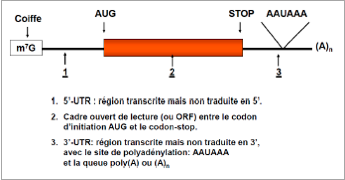 Coiffe AUG STOP AAUAAA
m⁷G (A)n
1 2 3
1. 5'-UTR : région transcrite mais non traduite en 5'.
2. Cadre ouvert de lecture (ou ORF) entre le codon
d'initiation AUG et le codon-stop.
3. 3'-UTR: région transcrite mais non traduite en 3',
avec le site de polyadénylation: AAUAAA
et la queue poly(A) ou (A)n